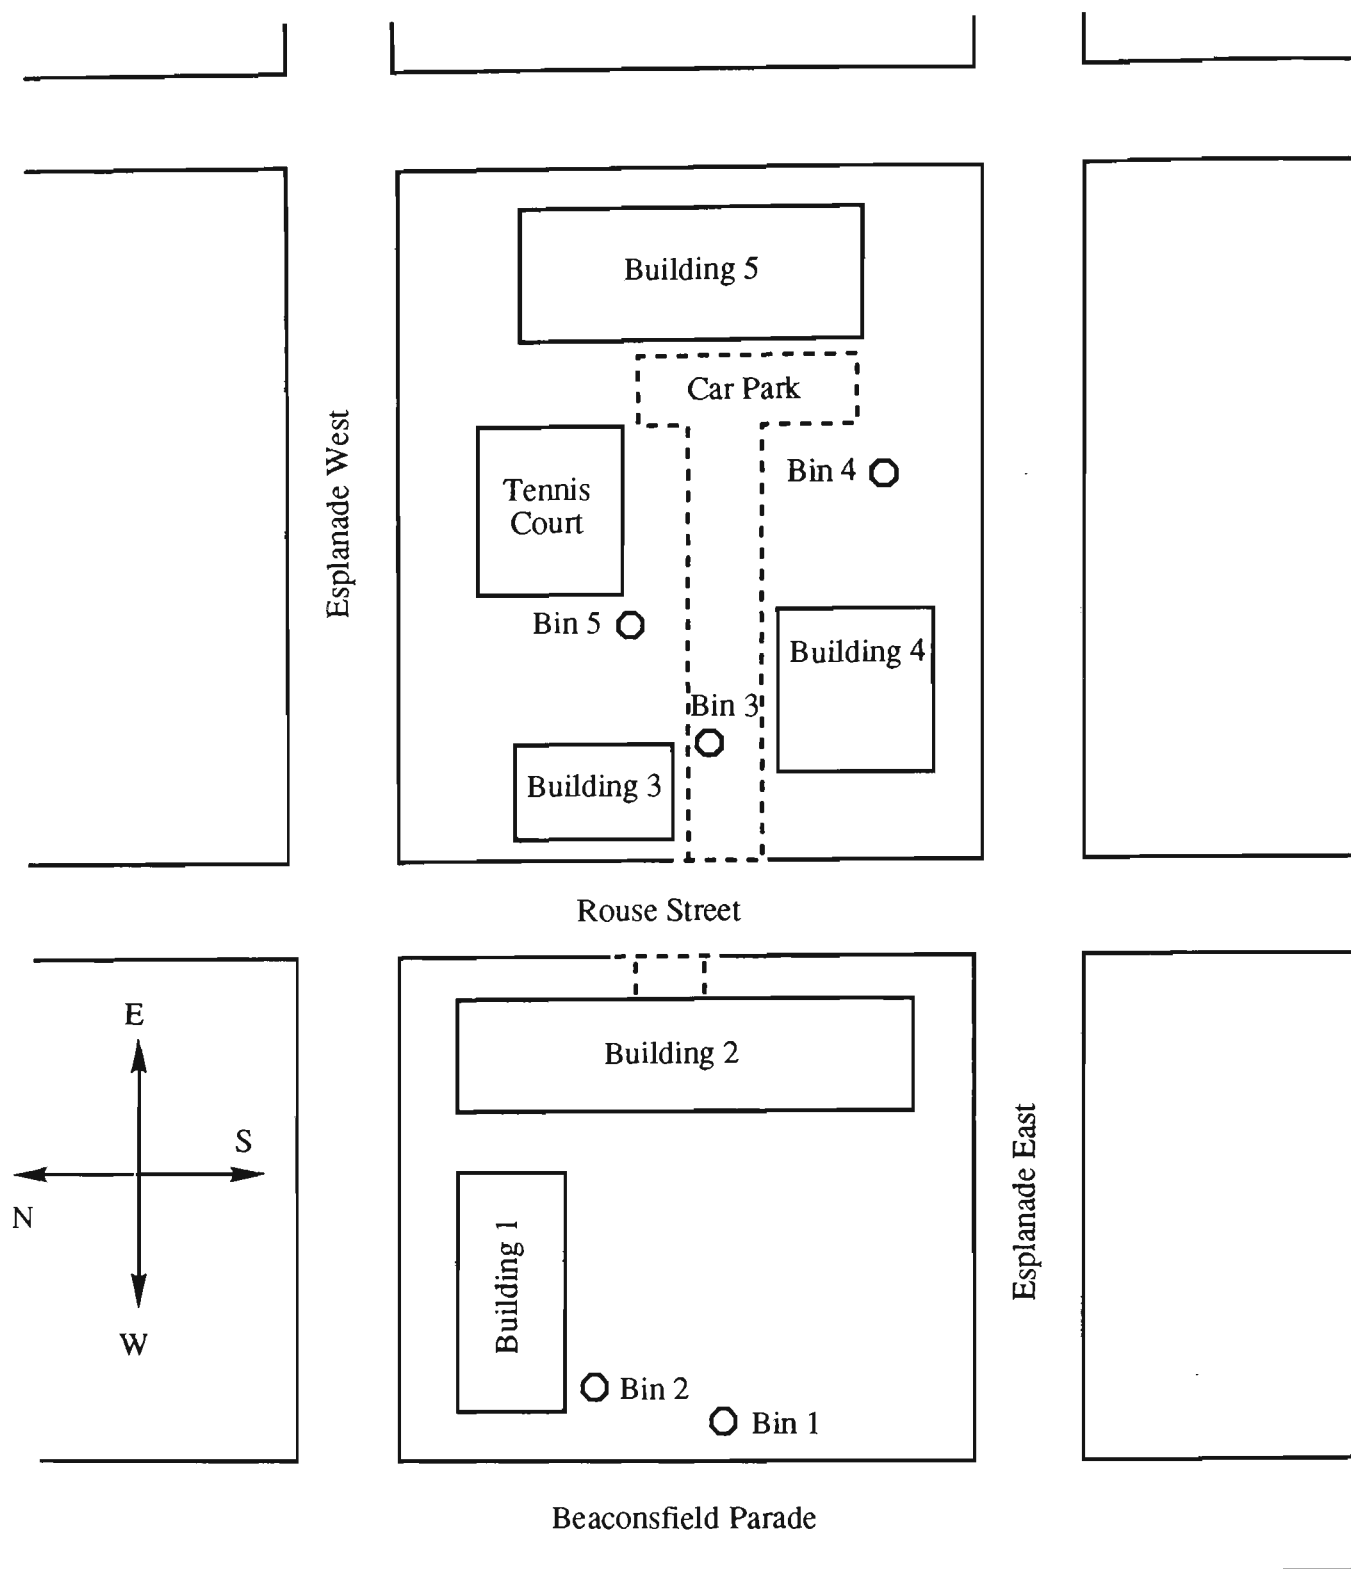 Building 5
Car Park
Esplanade West
Tennis
Court
Bin 4
Bin 5
Building 4
Bin 3
Building 3
Rouse Street
E
S
N
W
Building 2
Building 1
Esplanade East
Bin 2
Bin 1
Beaconsfield Parade